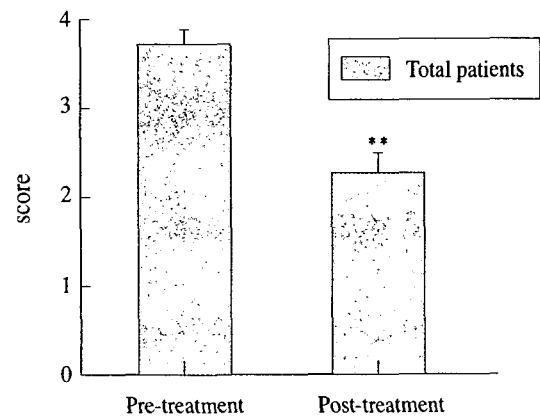 4
3
2
1
0
score
Total patients
**
Pre-treatment
Post-treatment